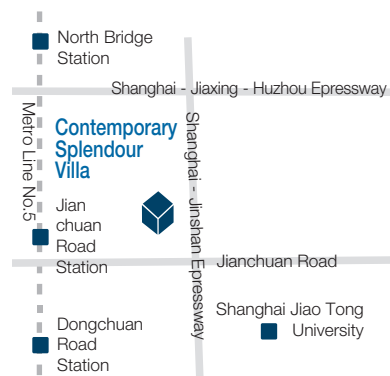 North Bridge
Station
Shanghai - Jiaxing - Huzhou Epressway
Metro Line No.5
Contemporary
Splendour
Villa
Shanghai - Jinshan Epressway
Jian
chuan
Road
Station
Jianchuan Road
Shanghai Jiao Tong
University
Dongchuan
Road
Station